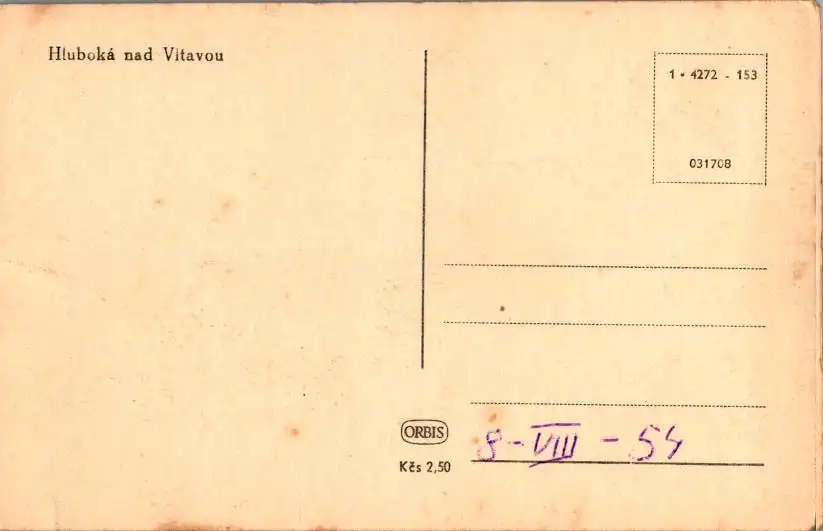 Hluboká nad Vltavou
1 • 4272 - 153
031708
ORBIS
8-VIII-54
Kčs 2,50